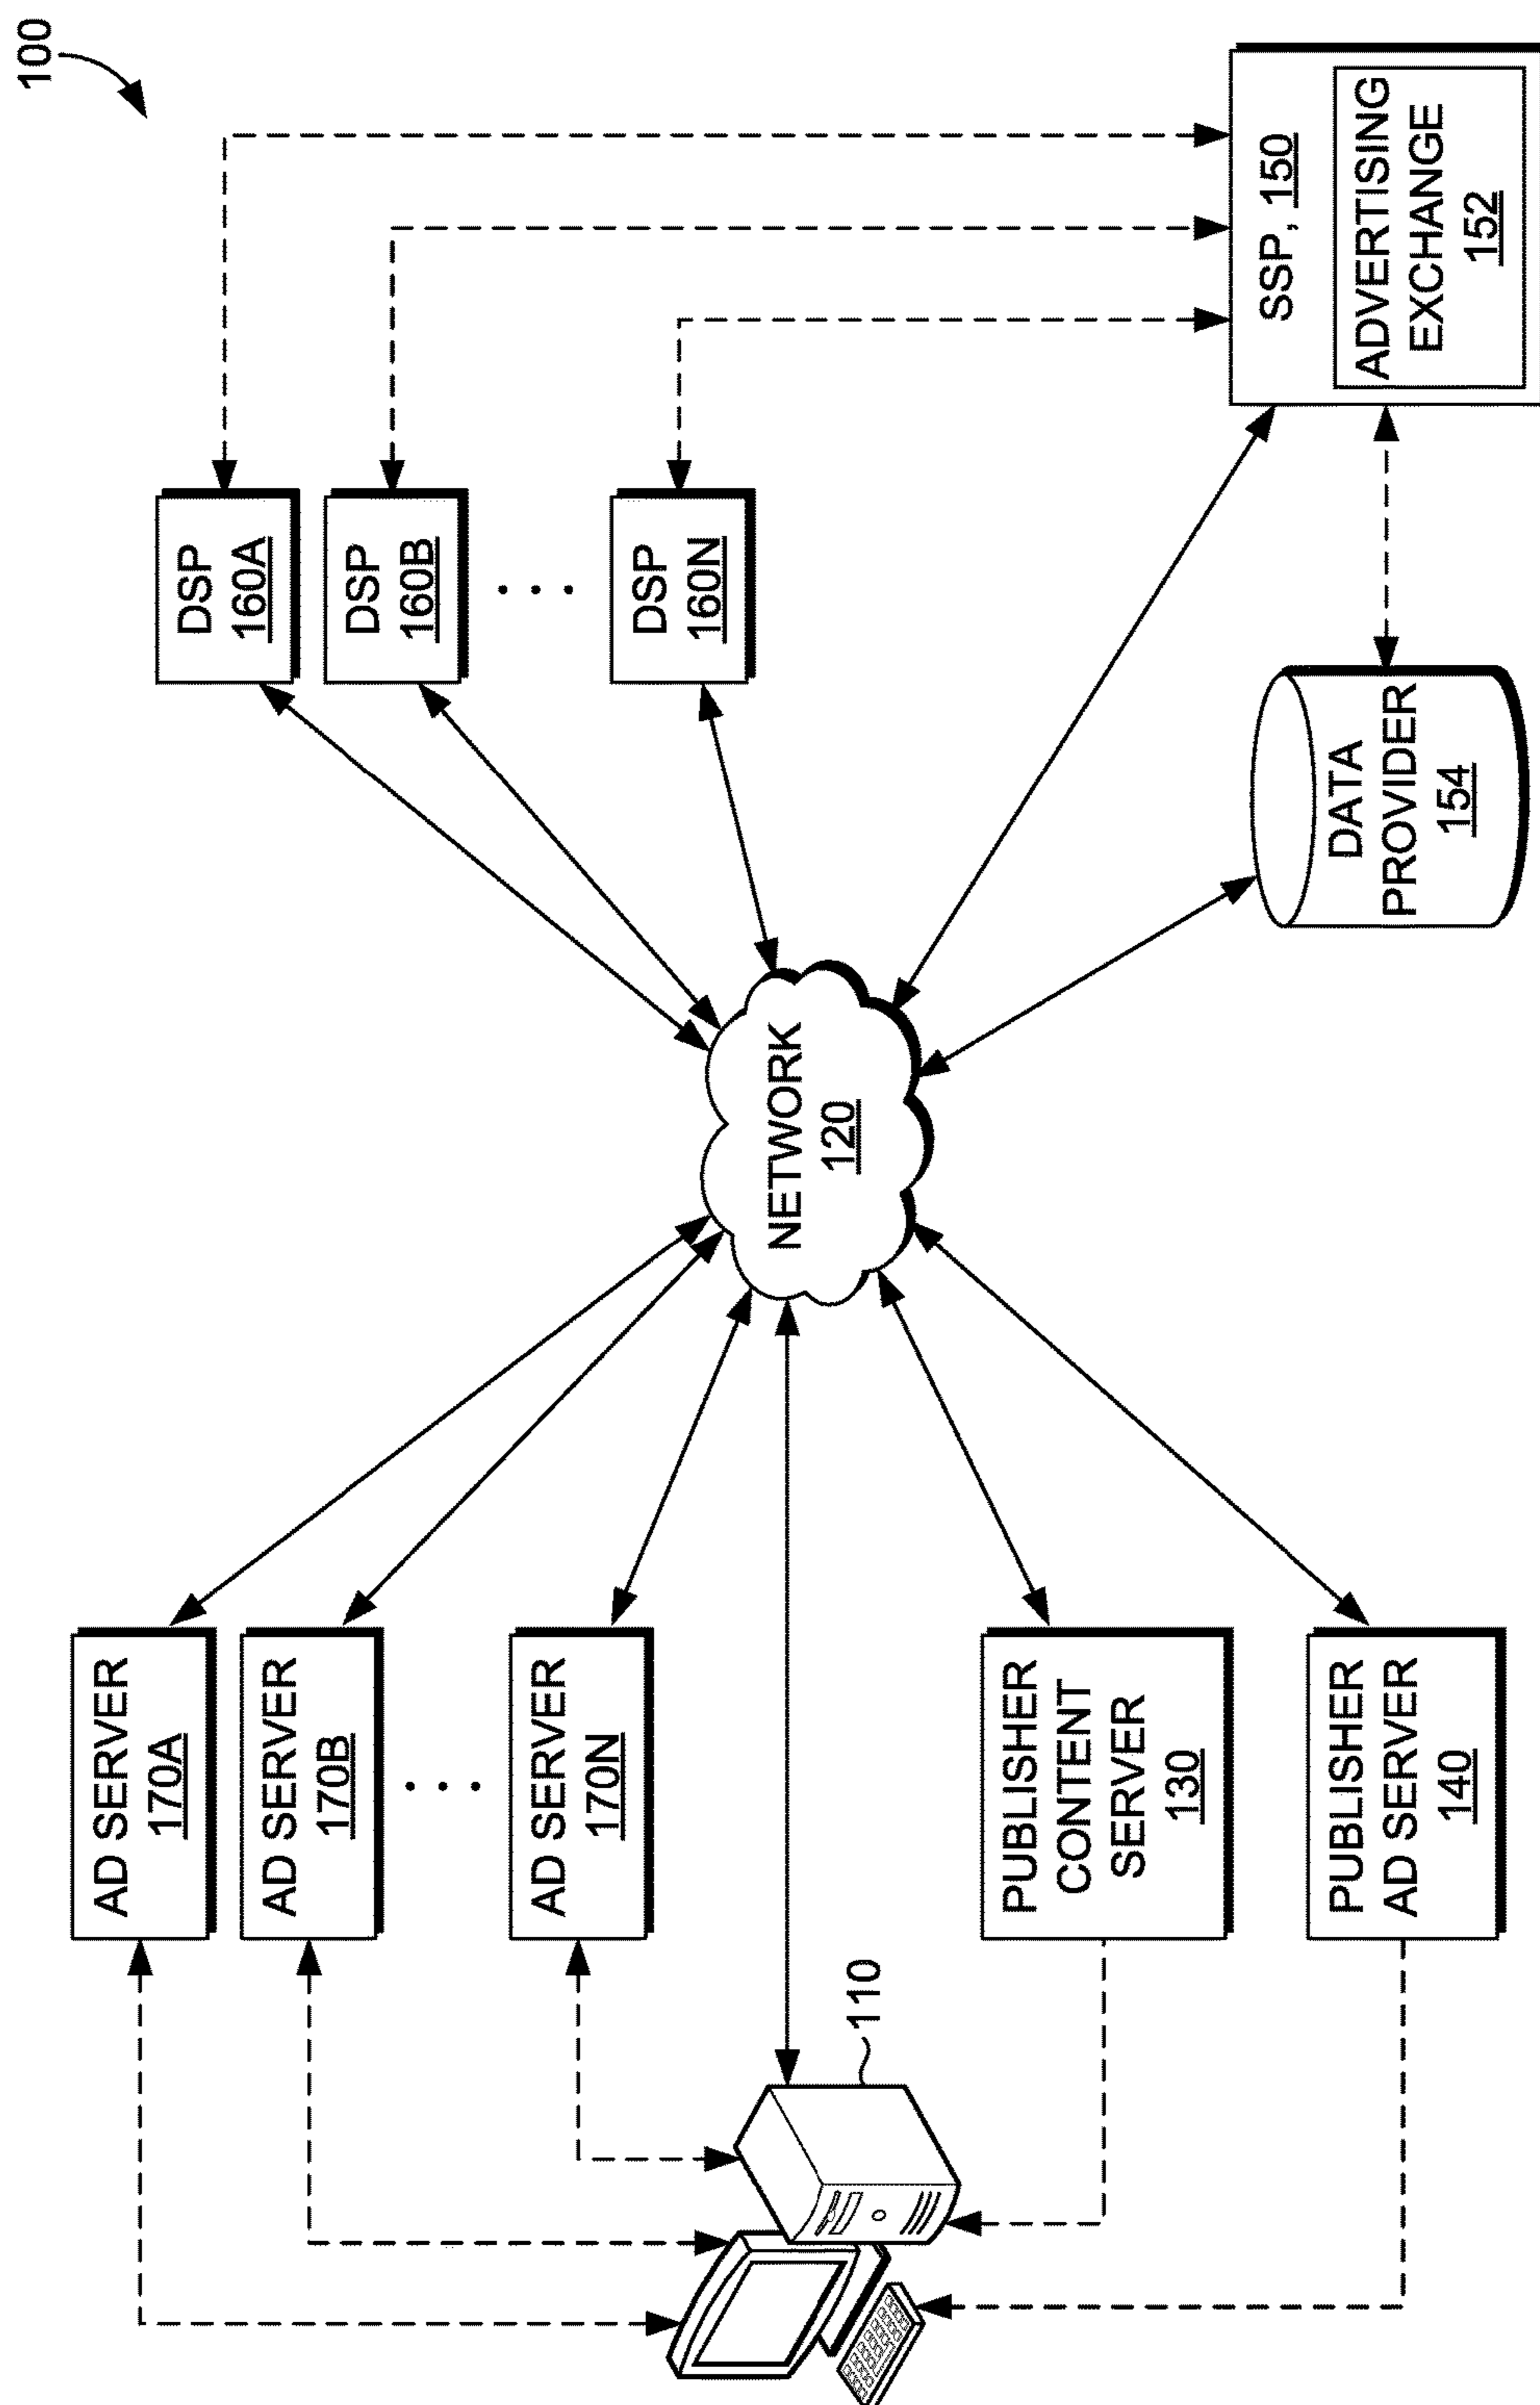 100
AD SERVER
170A
AD SERVER
170B
. . .
AD SERVER
170N
110
PUBLISHER
CONTENT
SERVER
130
PUBLISHER
AD SERVER
140
NETWORK
120
DSP
160A
DSP
160B
. . .
DSP
160N
DATA
PROVIDER
154
SSP, 150
ADVERTISING
EXCHANGE
152